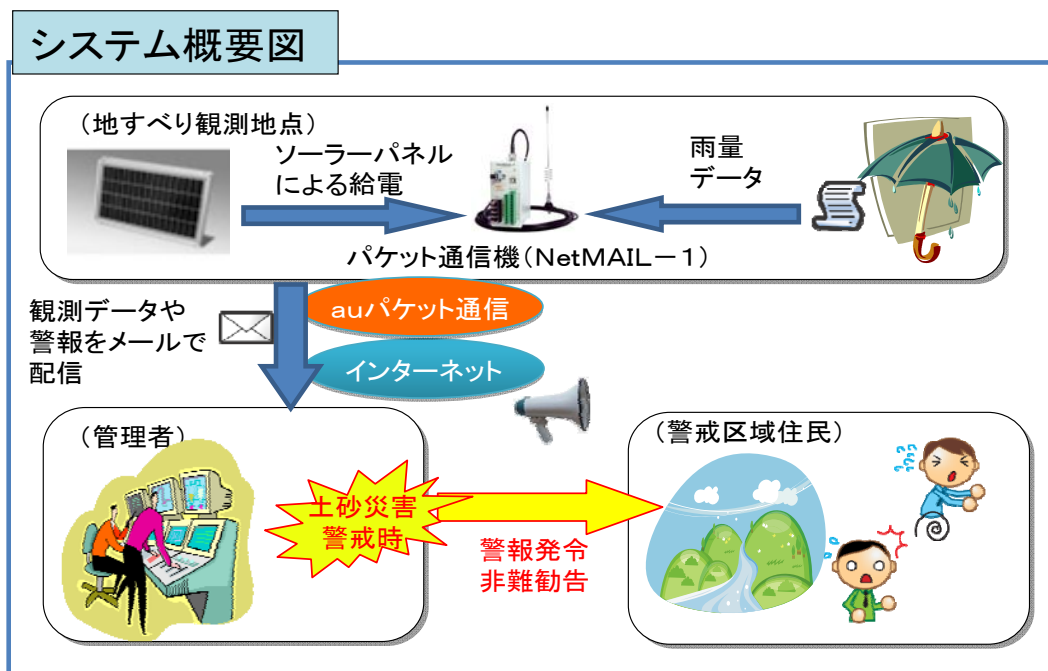 システム概要図
(地すべり観測地点)
ソーラーパネル
による給電
雨量
データ
パケット通信機(NetMAIL-1)
観測データや
警報をメールで
配信
auパケット通信
インターネット
(管理者)
土砂災害
警戒時
警報発令
非難勧告
(警戒区域住民)